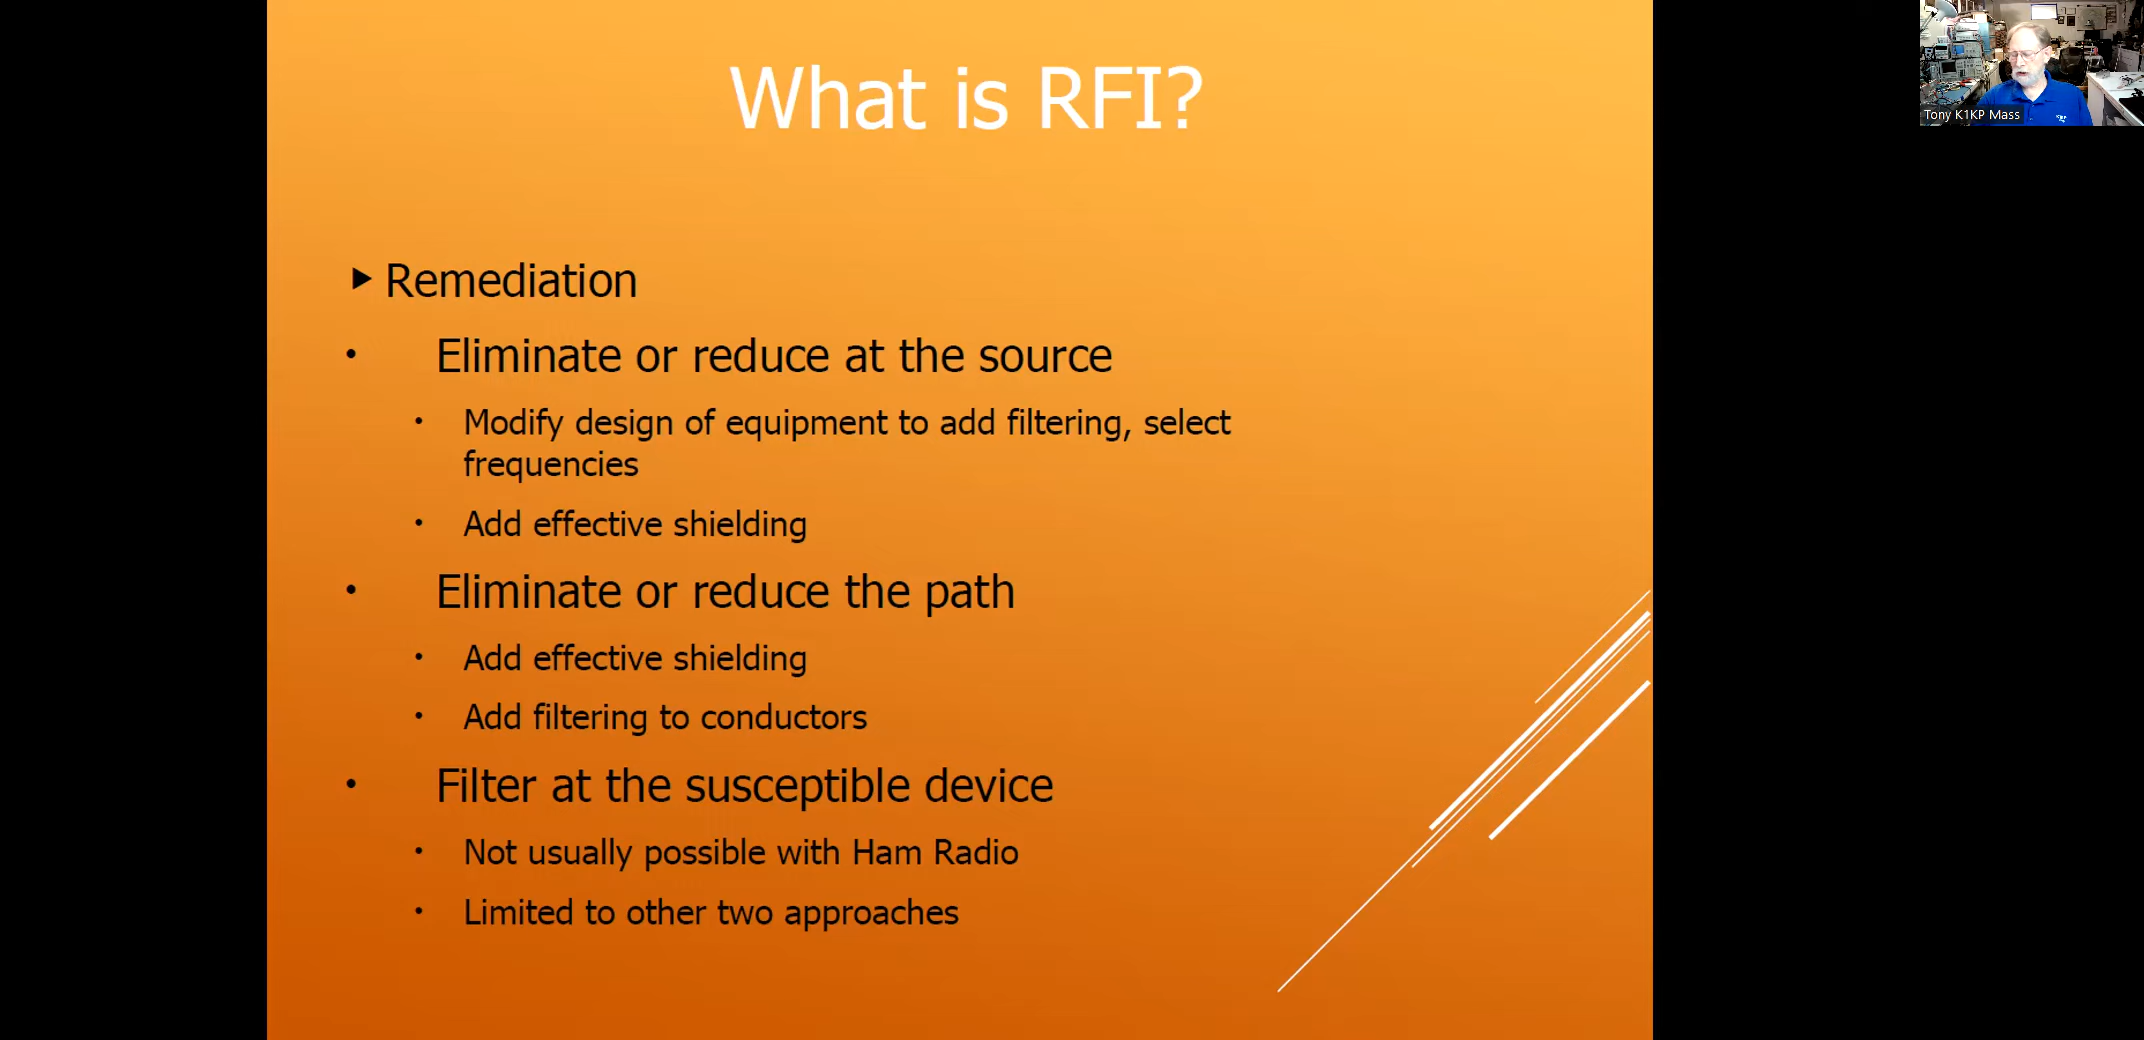 What is RFI?
Remediation
Eliminate or reduce at the source
Modify design of equipment to add filtering, select
frequencies
Add effective shielding
Eliminate or reduce the path
Add effective shielding
Add filtering to conductors
Filter at the susceptible device
Not usually possible with Ham Radio
Limited to other two approaches
Tony K1KP Mass